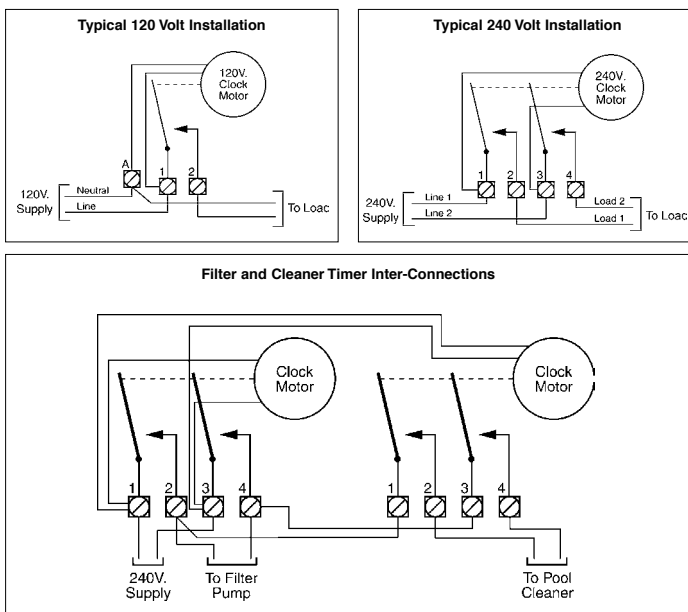 Typical 120 Volt Installation
120V.
Clock
Motor
A
1
2
120V.
Supply
Neutral
Line
To Loac
Typical 240 Volt Installation
240V.
Clock
Motor
1
2
3
4
240V.
Supply
Line 1
Line 2
Load 2
Load 1
To Loac
Filter and Cleaner Timer Inter-Connections
Clock
Motor
Clock
Motor
1
2
3
4
1
2
3
4
240V.
Supply
To Filter
Pump
To Pool
Cleaner